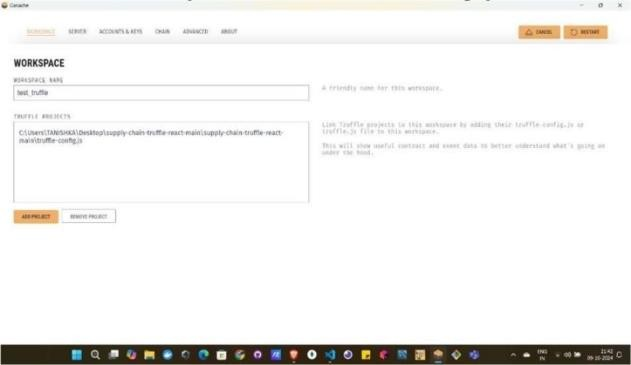 Ganache
WORKSPACE SERVER ACCOUNTS & KEYS CHAIN ADVANCED ABOUT
CANCEL RESTART
WORKSPACE
WORKSPACE NAME
test_truffle
A friendly name for this workspace.
TRUFFLE PROJECTS
C:\Users\TANISHKA\Desktop\supply-chain-truffle-react-main\supply-chain-truffle-react-
main\truffle-config.js
Link Truffle projects to this workspace by adding their truffle-config.js or
truffle.js file to this workspace.
This will show useful contract and event data to better understand what's going on
under the hood.
ADD PROJECT REMOVE PROJECT
ENG
IN
21:42
09-10-2024